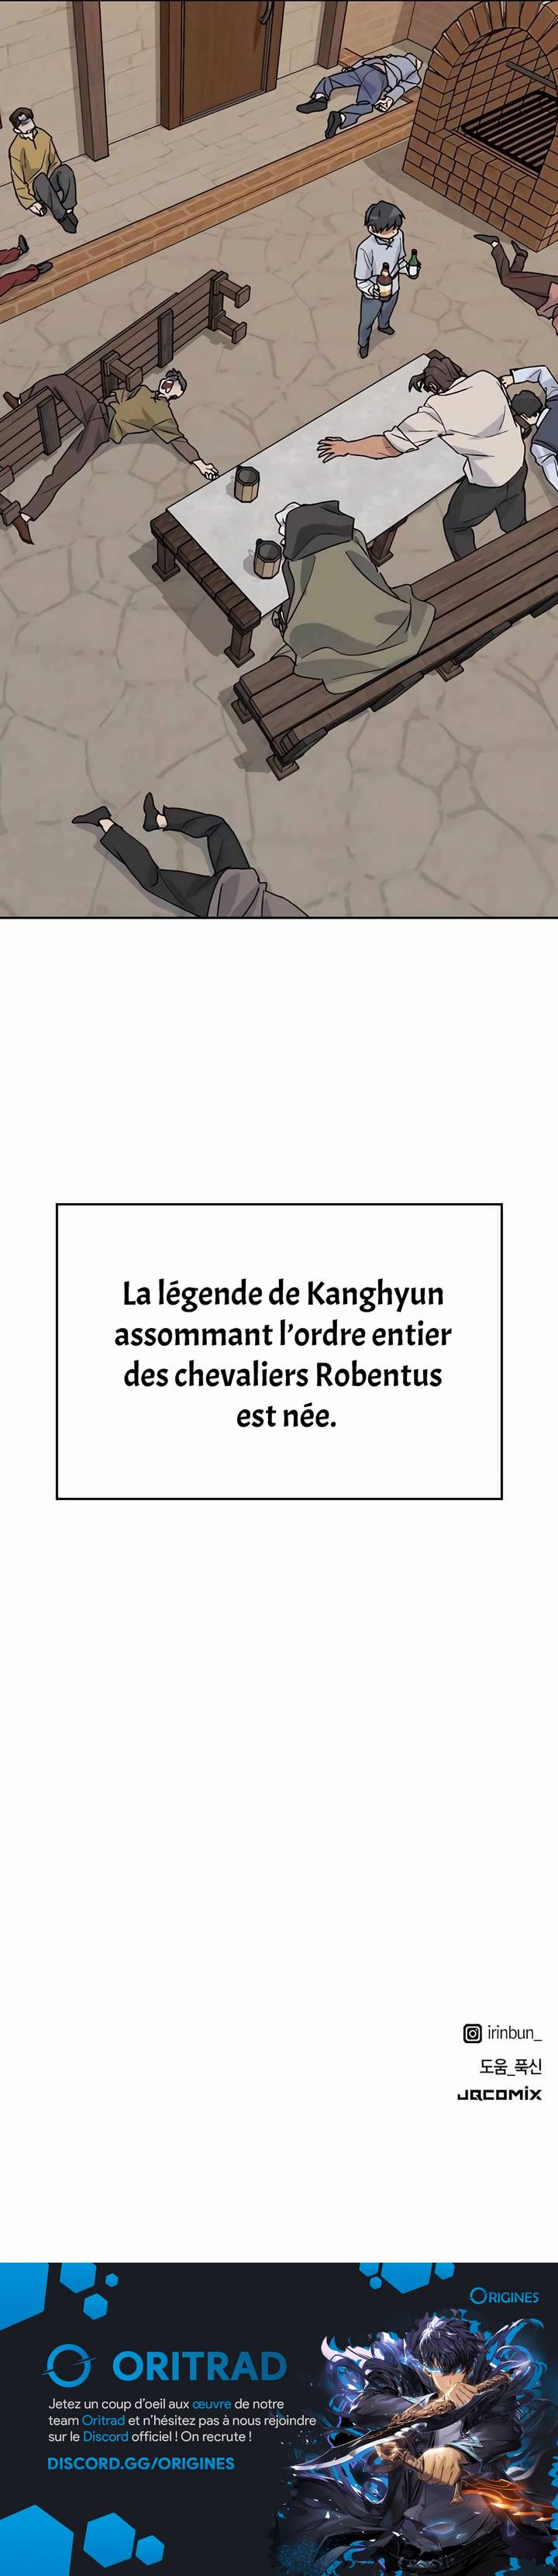 La légende de Kanghyun
assommant l'ordre entier
des chevaliers Robentus
est née.
irinbun_
도움_푹신
JQCOMIX
ORIGINES
ORITRAD
Jetez un coup d'oeil aux œuvre de notre
team Oritrad et n'hésitez pas à nous rejoindre
sur le Discord officiel ! On recrute !
DISCORD.GG/ORIGINES